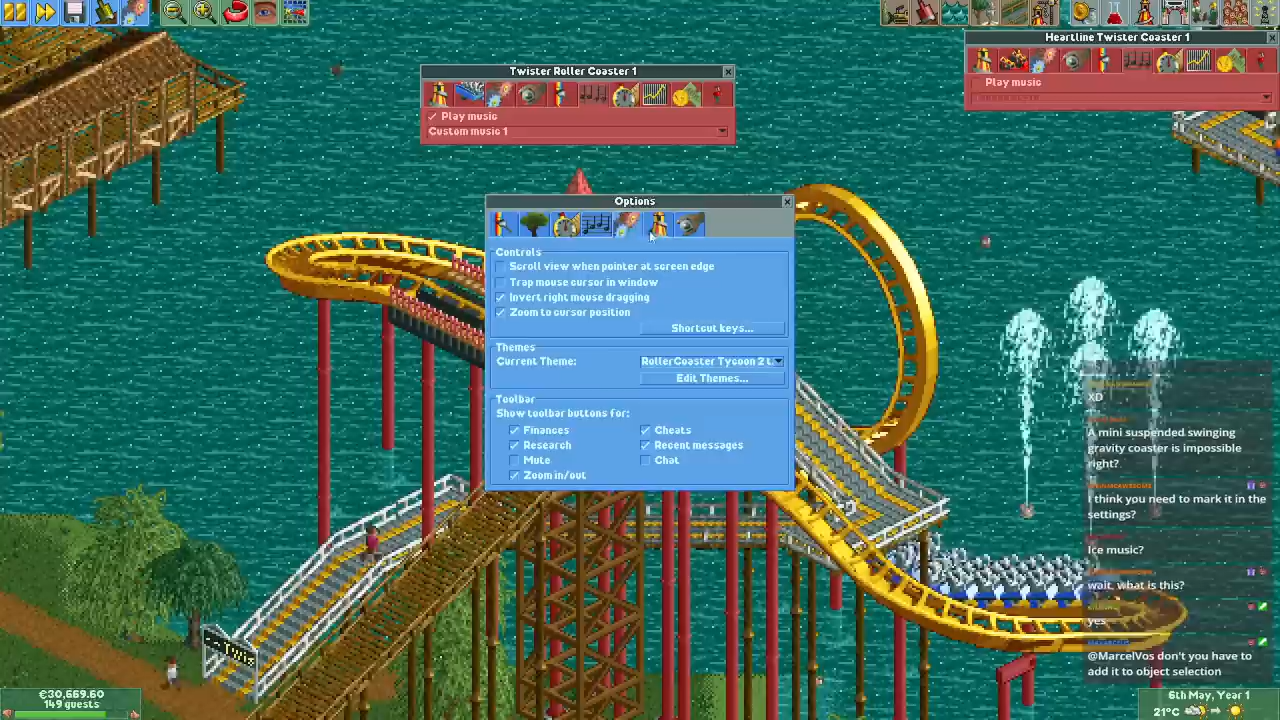 Heartline Twister Coaster 1
Play music
Twister Roller Coaster 1
Play music
Custom music 1
Options
Controls
Scroll view when pointer at screen edge
Trap mouse cursor in window
Invert right mouse dragging
Zoom to cursor position
Shortcut keys...
Themes
Current Theme:
RollerCoaster Tycoon 2 t...
Edit Themes...
Toolbar
Show toolbar buttons for:
Finances
Cheats
Research
Recent messages
Mute
Chat
Zoom in/out
XD
A mini suspended swinging
gravity coaster is impossible
right?
I think you need to mark it in the
settings?
Ice music?
wait, what is this?
yes
@MarcelVos don't you have to
add it to object selection
Twis
€30,669.60
149 guests
6th May, Year 1
21°C